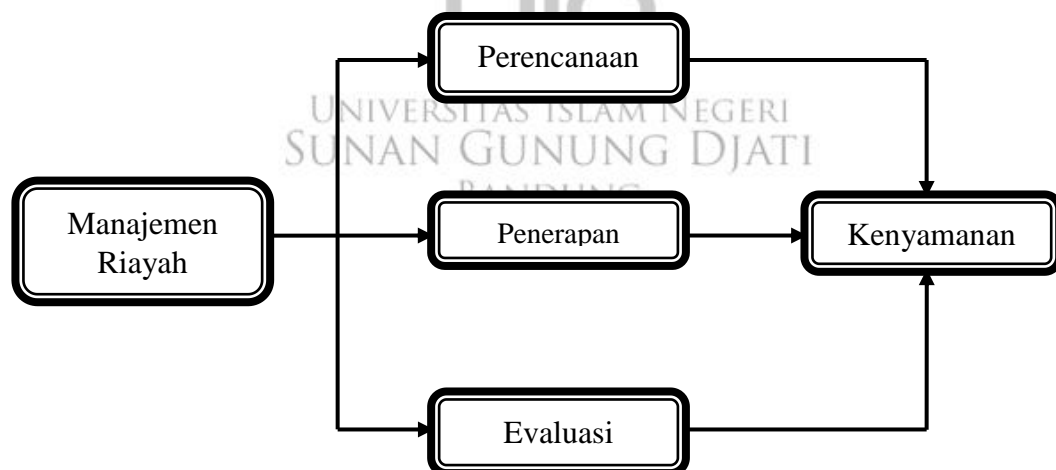 Perencanaan
UNIVERSITAS ISLAM NEGERI
SUNAN GUNUNG DJATI
BANDUNG
Manajemen
Riayah
Penerapan
Kenyamanan
Evaluasi